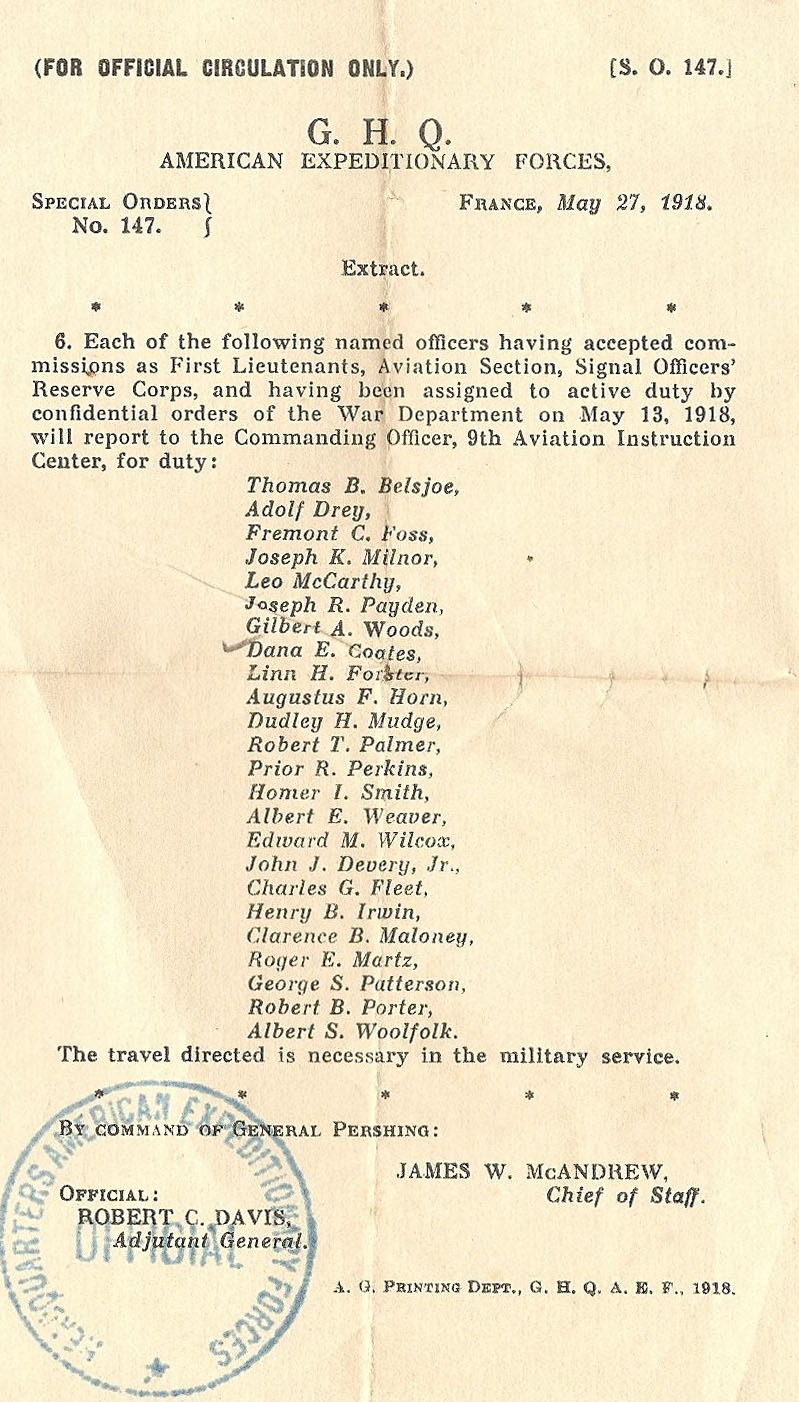 (FOR OFFICIAL CIRCULATION ONLY.) [S. O. 147.]
G. H. Q.
AMERICAN EXPEDITIONARY FORCES,
SPECIAL ORDERS} FRANCE, May 27, 1918.
No. 147. }
Extract.
* * * * *
6. Each of the following named officers having accepted com-
missions as First Lieutenants, Aviation Section, Signal Officers'
Reserve Corps, and having been assigned to active duty by
confidential orders of the War Department on May 13, 1918,
will report to the Commanding Officer, 9th Aviation Instruction
Center, for duty:
Thomas B. Belsjoe,
Adolf Drey,
Fremont C. Foss,
Joseph K. Milnor,
Leo McCarthy,
Joseph R. Payden,
Gilbert A. Woods,
Dana E. Coates,
Linn H. Forster,
Augustus F. Horn,
Dudley H. Mudge,
Robert T. Palmer,
Prior R. Perkins,
Homer I. Smith,
Albert E. Weaver,
Edward M. Wilcox,
John J. Devery, Jr.,
Charles G. Fleet,
Henry B. Irwin,
Clarence B. Maloney,
Roger E. Martz,
George S. Patterson,
Robert B. Porter,
Albert S. Woolfolk.
The travel directed is necessary in the military service.
* * * * *
BY COMMAND OF GENERAL PERSHING:
JAMES W. McANDREW,
Chief of Staff.
OFFICIAL:
ROBERT C. DAVIS,
Adjutant General.
A. G. PRINTING DEPT., G. H. Q. A. E. F., 1918.
HEADQUARTERS AMERICAN EXPEDITIONARY FORCES
OFFICIAL